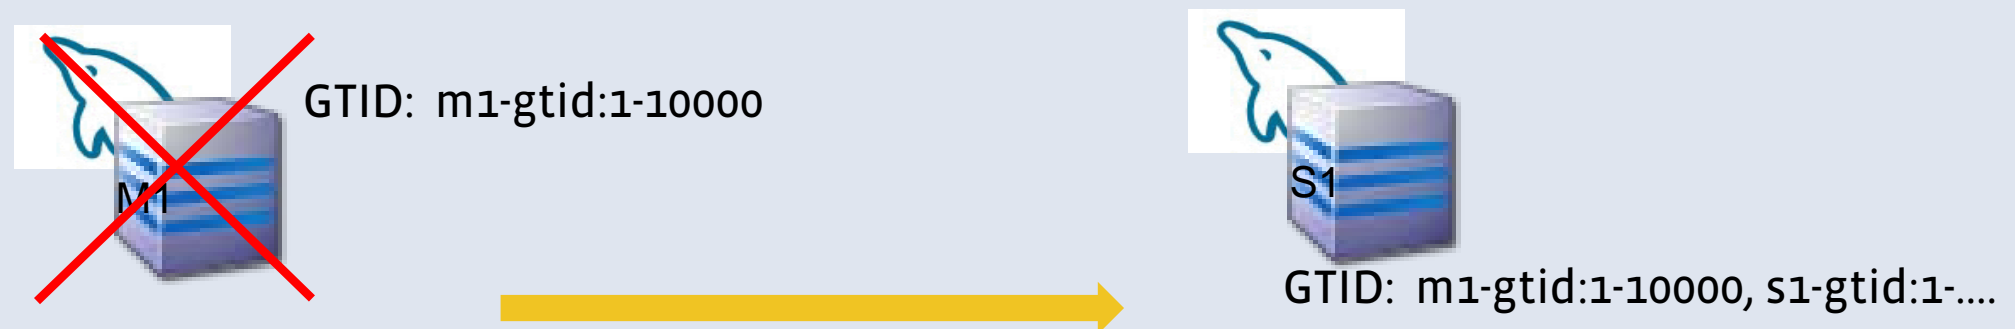 GTID: m1-gtid:1-10000
M1
S1
GTID: m1-gtid:1-10000, s1-gtid:1-....